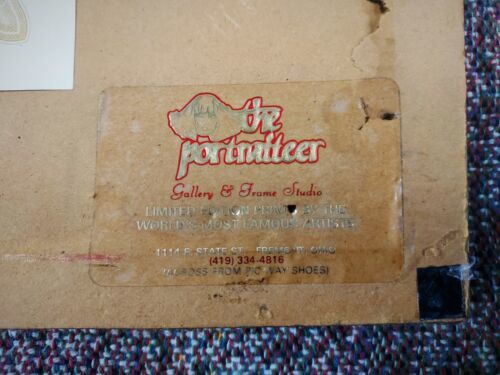 the
portraiteer
Gallery & Frame Studio
LIMITED EDITION PRINTS BY THE
WORLD'S MOST FAMOUS ARTISTS
1114 E. STATE ST., FREMONT, OHIO
(419) 334-4816
(ACROSS FROM PIC WAY SHOES)